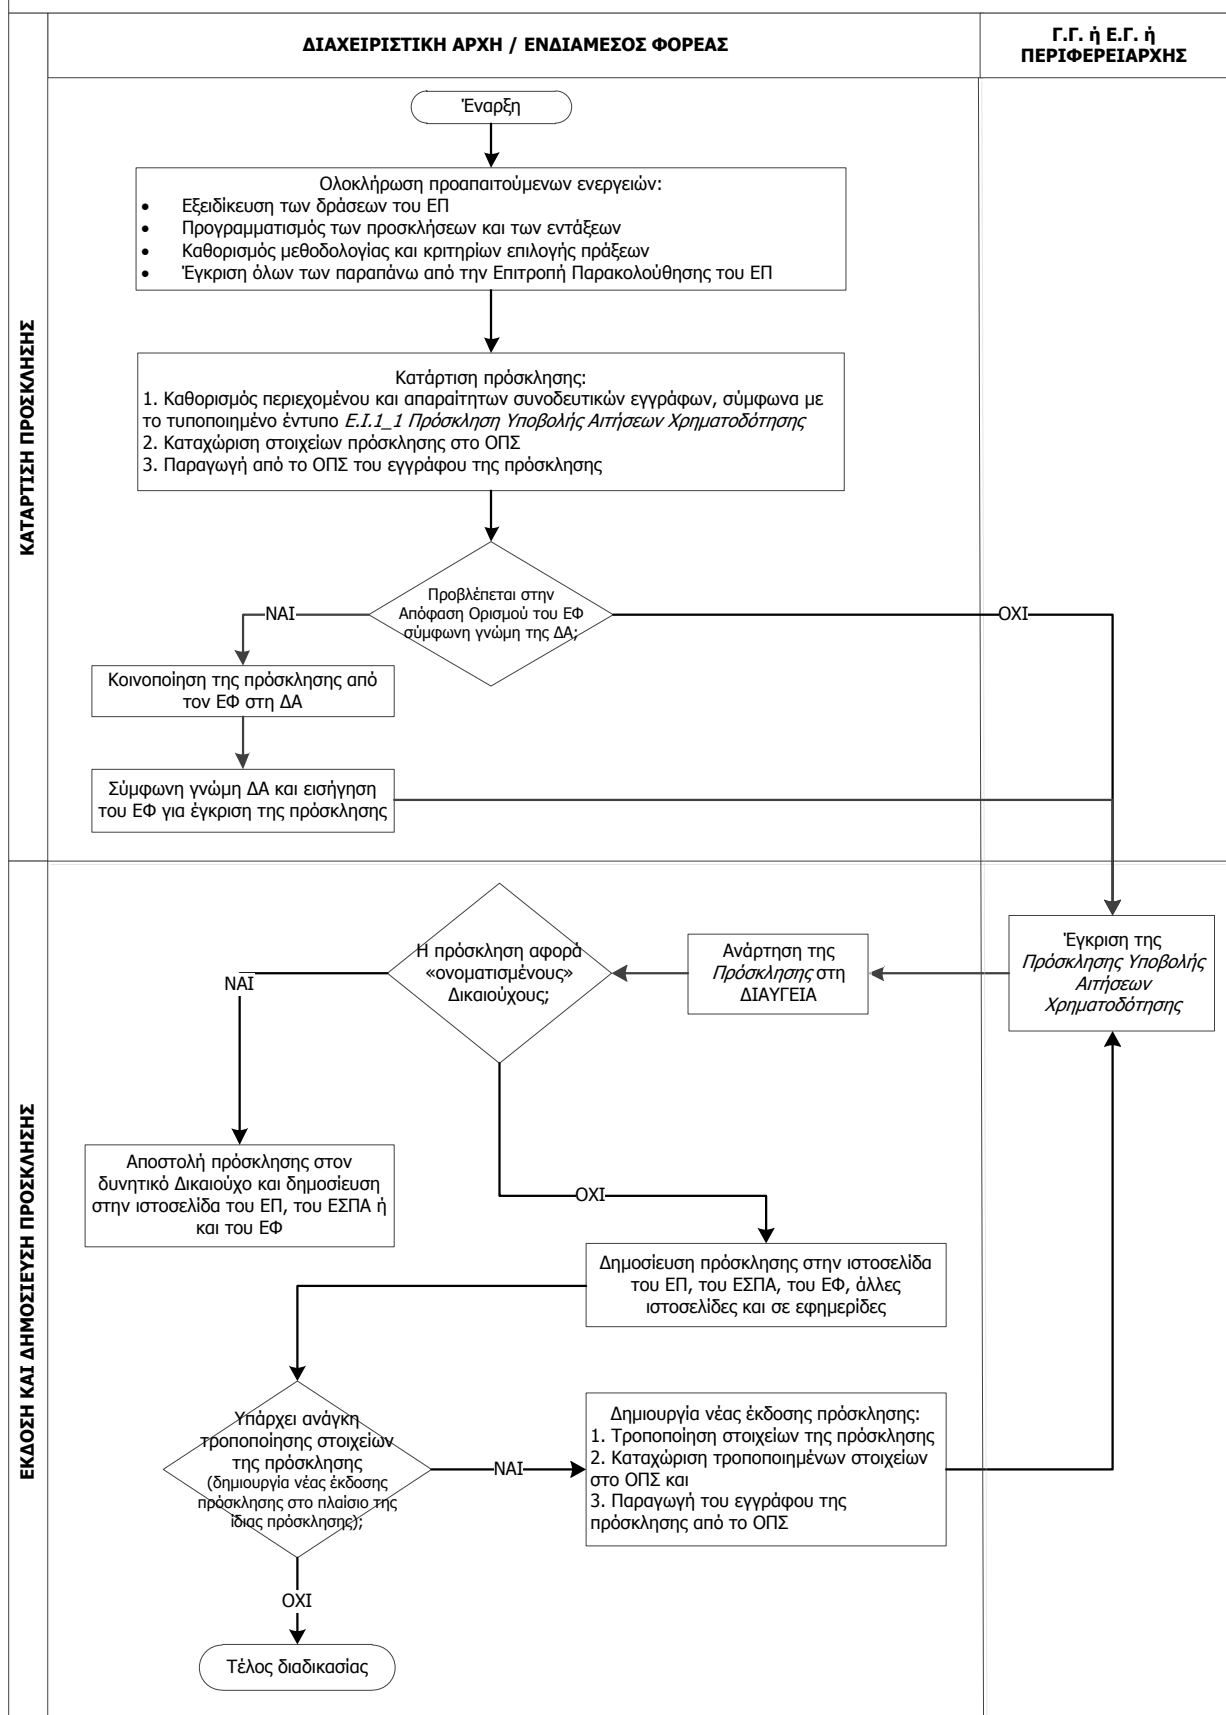 ΔΙΑΧΕΙΡΙΣΤΙΚΗ ΑΡΧΗ / ΕΝΔΙΑΜΕΣΟΣ ΦΟΡΕΑΣ
Γ.Γ. ή Ε.Γ. ή
ΠΕΡΙΦΕΡΕΙΑΡΧΗΣ
ΚΑΤΑΡΤΙΣΗ ΠΡΟΣΚΛΗΣΗΣ
Έναρξη
Ολοκλήρωση προαπαιτούμενων ενεργειών:
• Εξειδίκευση των δράσεων του ΕΠ
• Προγραμματισμός των προσκλήσεων και των εντάξεων
• Καθορισμός μεθοδολογίας και κριτηρίων επιλογής πράξεων
• Έγκριση όλων των παραπάνω από την Επιτροπή Παρακολούθησης του ΕΠ
Κατάρτιση πρόσκλησης:
1. Καθορισμός περιεχομένου και απαραίτητων συνοδευτικών εγγράφων, σύμφωνα με
το τυποποιημένο έντυπο Ε.Ι.1_1 Πρόσκληση Υποβολής Αιτήσεων Χρηματοδότησης
2. Καταχώριση στοιχείων πρόσκλησης στο ΟΠΣ
3. Παραγωγή από το ΟΠΣ του εγγράφου της πρόσκλησης
Προβλέπεται στην
Απόφαση Ορισμού του ΕΦ
σύμφωνη γνώμη της ΔΑ;
ΝΑΙ
ΟΧΙ
Κοινοποίηση της πρόσκλησης από
τον ΕΦ στη ΔΑ
Σύμφωνη γνώμη ΔΑ και εισήγηση
του ΕΦ για έγκριση της πρόσκλησης
ΕΚΔΟΣΗ ΚΑΙ ΔΗΜΟΣΙΕΥΣΗ ΠΡΟΣΚΛΗΣΗΣ
Έγκριση της
Πρόσκλησης Υποβολής
Αιτήσεων
Χρηματοδότησης
Ανάρτηση της
Πρόσκλησης στη
ΔΙΑΥΓΕΙΑ
Η πρόσκληση αφορά
«ονοματισμένους»
Δικαιούχους;
ΝΑΙ
Αποστολή πρόσκλησης στον
δυνητικό Δικαιούχο και δημοσίευση
στην ιστοσελίδα του ΕΠ, του ΕΣΠΑ ή
και του ΕΦ
ΟΧΙ
Δημοσίευση πρόσκλησης στην ιστοσελίδα
του ΕΠ, του ΕΣΠΑ, του ΕΦ, άλλες
ιστοσελίδες και σε εφημερίδες
Υπάρχει ανάγκη
τροποποίησης στοιχείων
της πρόσκλησης
(δημιουργία νέας έκδοσης
πρόσκλησης στο πλαίσιο της
ίδιας πρόσκλησης);
ΝΑΙ
Δημιουργία νέας έκδοσης πρόσκλησης:
1. Τροποποίηση στοιχείων της πρόσκλησης
2. Καταχώριση τροποποιημένων στοιχείων
στο ΟΠΣ και
3. Παραγωγή του εγγράφου της
πρόσκλησης από το ΟΠΣ
ΟΧΙ
Τέλος διαδικασίας